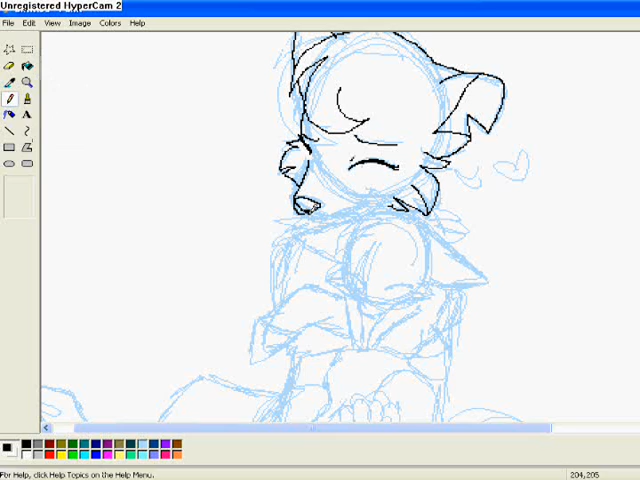 Unregistered HyperCam 2
File Edit View Image Colors Help
A
For Help, click Help Topics on the Help Menu.
204,205